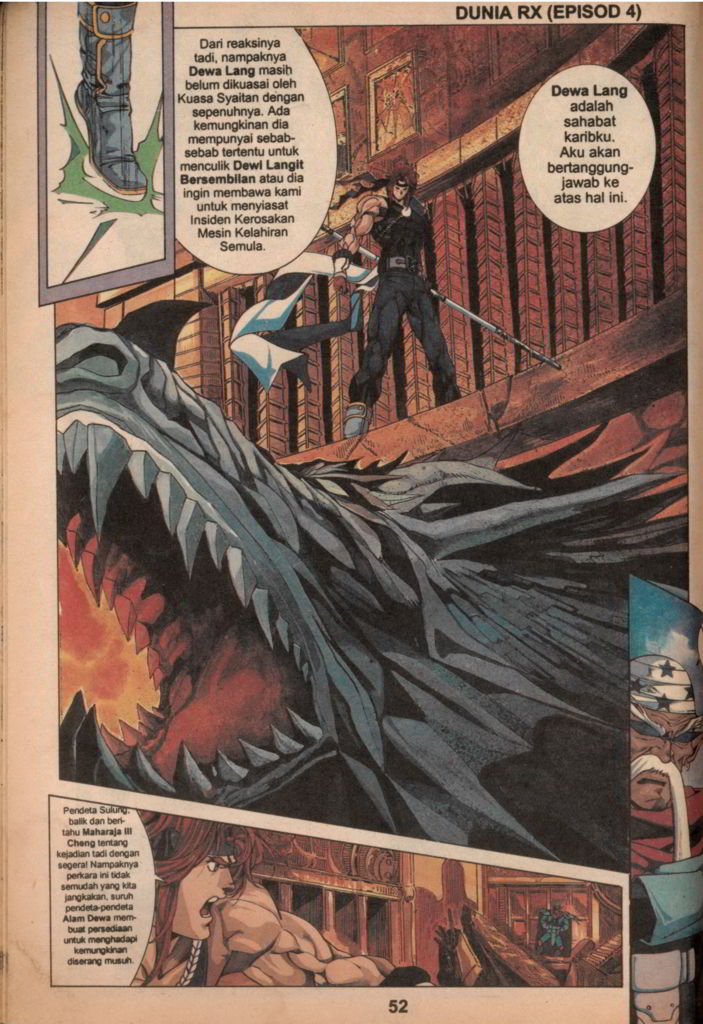 DUNIA RX (EPISOD 4)
Dari reaksinya
tadi, nampaknya
Dewa Lang masih
belum dikuasai oleh
Kuasa Syaitan dengan
sepenuhnya. Ada
kemungkinan dia
mempunyai sebab-
sebab tertentu untuk
menculik Dewi Langit
Bersembilan atau dia
ingin membawa kami
untuk menyiasat
Insiden Kerosakan
Mesin Kelahiran
Semula.
Dewa Lang
adalah
sahabat
karibku.
Aku akan
bertanggung-
jawab ke
atas hal ini.
Pendeta Sulung,
balik dan beri-
tahu Maharaja III
Cheng tentang
kejadian tadi dengan
segera! Nampaknya
perkara ini tidak
semudah yang kita
jangkakan, suruh
pendeta-pendeta
Alam Dewa mem-
buat persediaan
untuk menghadapi
kemungkinan
diserang musuh.
52